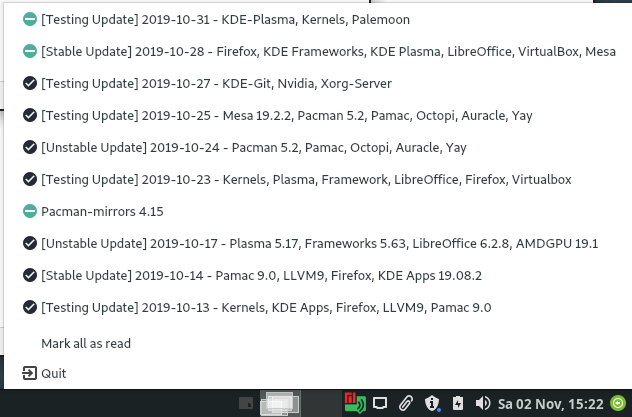 [Testing Update] 2019-10-31 - KDE-Plasma, Kernels, Palemoon
[Stable Update] 2019-10-28 - Firefox, KDE Frameworks, KDE Plasma, LibreOffice, VirtualBox, Mesa
[Testing Update] 2019-10-27 - KDE-Git, Nvidia, Xorg-Server
[Testing Update] 2019-10-25 - Mesa 19.2.2, Pacman 5.2, Pamac, Octopi, Auracle, Yay
[Unstable Update] 2019-10-24 - Pacman 5.2, Pamac, Octopi, Auracle, Yay
[Testing Update] 2019-10-23 - Kernels, Plasma, Framework, LibreOffice, Firefox, Virtualbox
Pacman-mirrors 4.15
[Unstable Update] 2019-10-17 - Plasma 5.17, Frameworks 5.63, LibreOffice 6.2.8, AMDGPU 19.1
[Stable Update] 2019-10-14 - Pamac 9.0, LLVM9, Firefox, KDE Apps 19.08.2
[Testing Update] 2019-10-13 - Kernels, KDE Apps, Firefox, LLVM9, Pamac 9.0
Mark all as read
Quit
Sa 02 Nov, 15:22